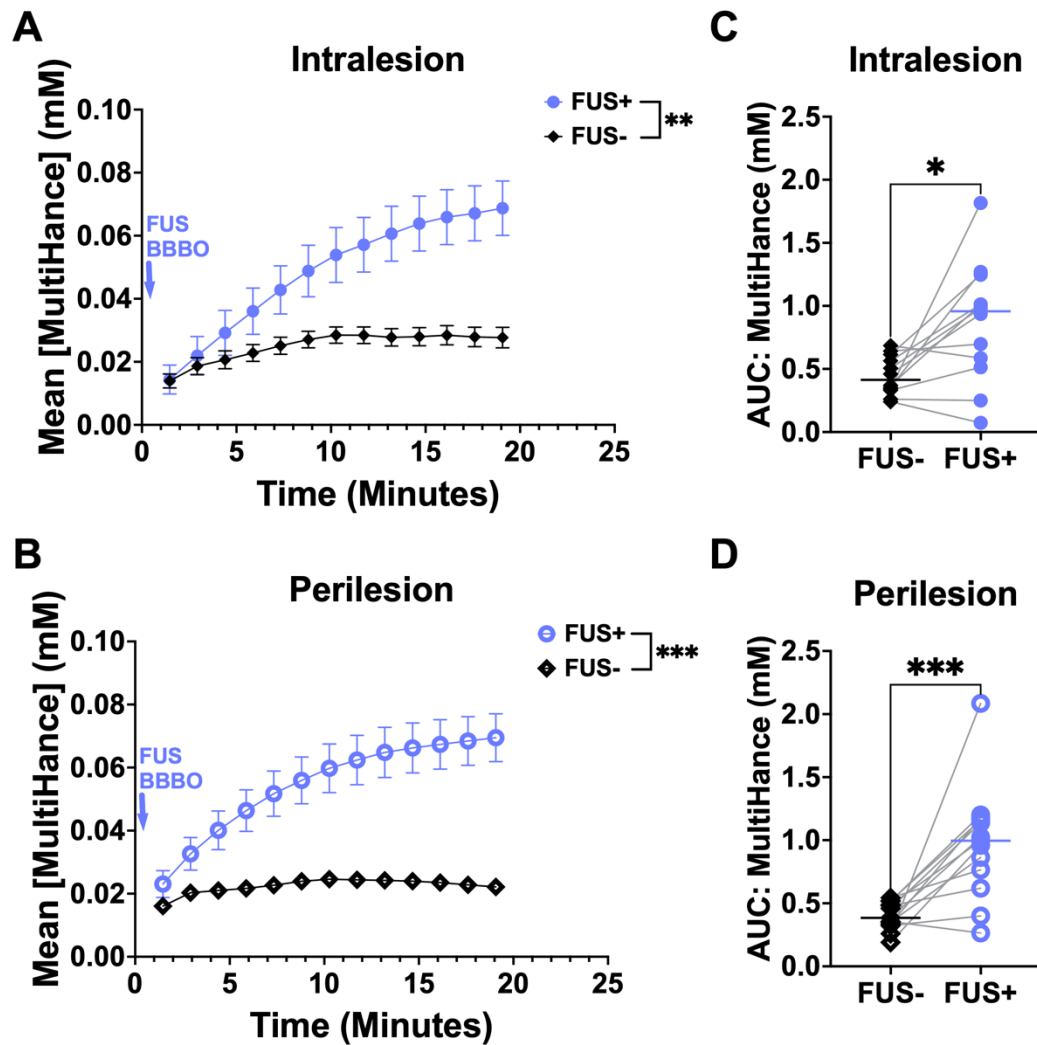 A
Intralesion
FUS+
FUS-
**
Mean [MultiHance] (mM)
0.10
0.08
0.06
0.04
0.02
0.00
FUS
BBBO
0 5 10 15 20 25
Time (Minutes)
C
Intralesion
*
AUC: MultiHance (mM)
2.5
2.0
1.5
1.0
0.5
0.0
FUS- FUS+
B
Perilesion
FUS+
FUS-
***
Mean [MultiHance] (mM)
0.10
0.08
0.06
0.04
0.02
0.00
FUS
BBBO
0 5 10 15 20 25
Time (Minutes)
D
Perilesion
***
AUC: MultiHance (mM)
2.5
2.0
1.5
1.0
0.5
0.0
FUS- FUS+